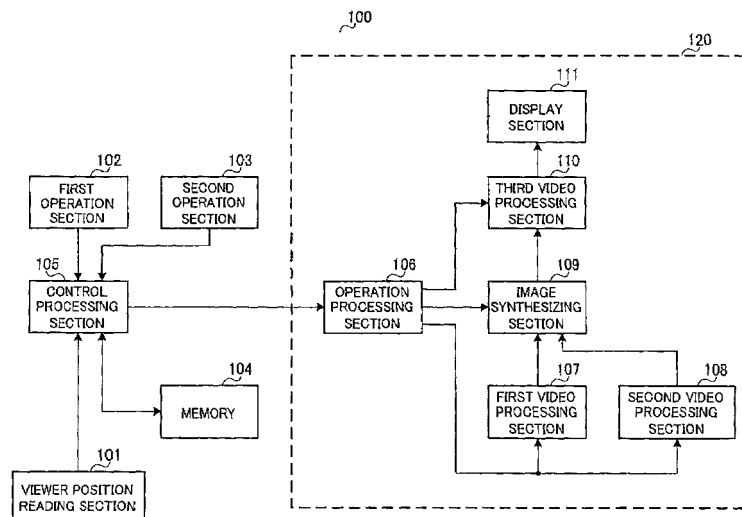 100
120
111
DISPLAY
SECTION
102
FIRST
OPERATION
SECTION
103
SECOND
OPERATION
SECTION
110
THIRD VIDEO
PROCESSING
SECTION
105
CONTROL
PROCESSING
SECTION
106
OPERATION
PROCESSING
SECTION
109
IMAGE
SYNTHESIZING
SECTION
104
MEMORY
107
FIRST VIDEO
PROCESSING
SECTION
108
SECOND VIDEO
PROCESSING
SECTION
101
VIEWER POSITION
READING SECTION